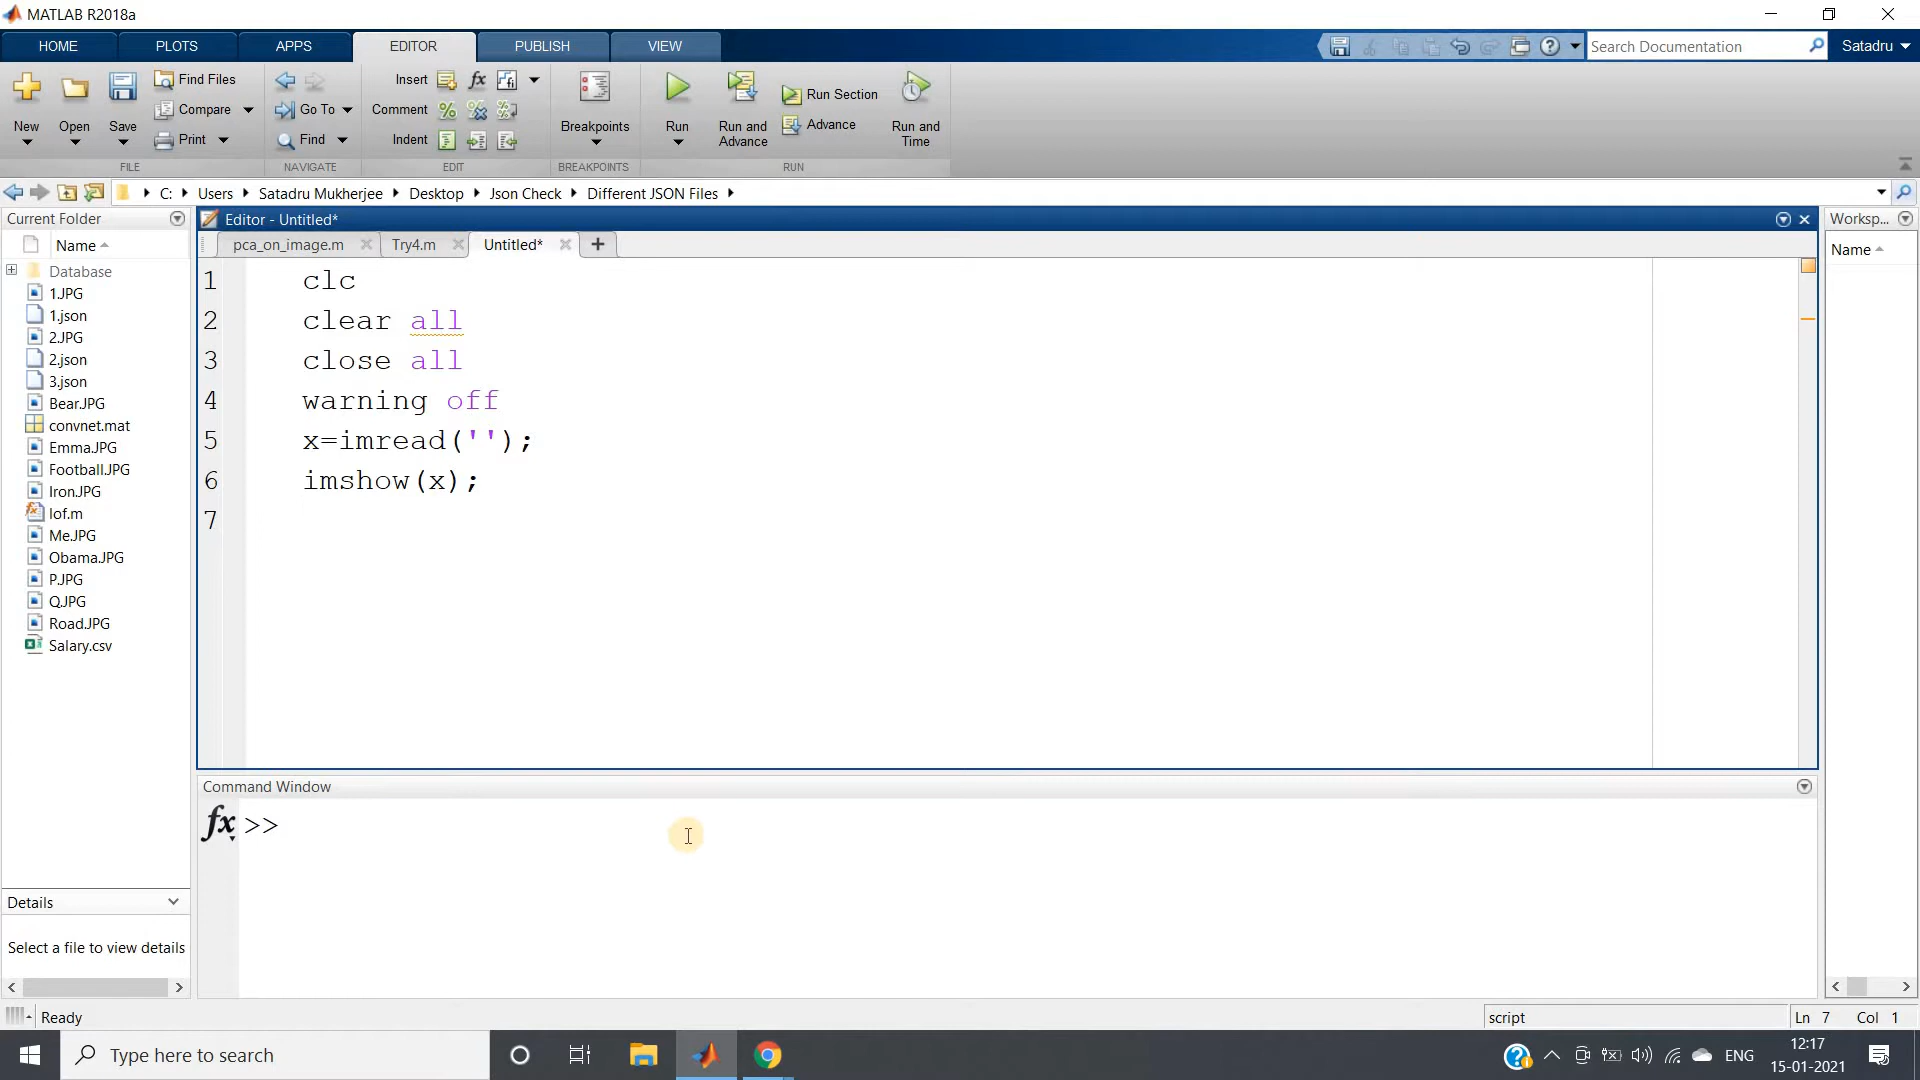 MATLAB R2018a
HOME PLOTS APPS EDITOR PUBLISH VIEW
Search Documentation
Satadru
New Open Save
Find Files
Compare
Print
FILE
Go To
Find
NAVIGATE
Insert fx
Comment
Indent
EDIT
Breakpoints
BREAKPOINTS
Run
Run and Advance
Run Section
Advance
Run and Time
RUN
C: Users Satadru Mukherjee Desktop Json Check Different JSON Files
Current Folder
Name
Database
1.JPG
1.json
2.JPG
2.json
3.json
Bear.JPG
convnet.mat
Emma.JPG
Football.JPG
Iron.JPG
lof.m
Me.JPG
Obama.JPG
P.JPG
Q.JPG
Road.JPG
Salary.csv
Details
Select a file to view details
Editor - Untitled*
pca_on_image.m Try4.m Untitled*
1 clc
2 clear all
3 close all
4 warning off
5 x=imread('');
6 imshow(x);
7
Command Window
fx >>
Worksp...
Name
Ready
script
Ln 7 Col 1
Type here to search
ENG
12:17
15-01-2021